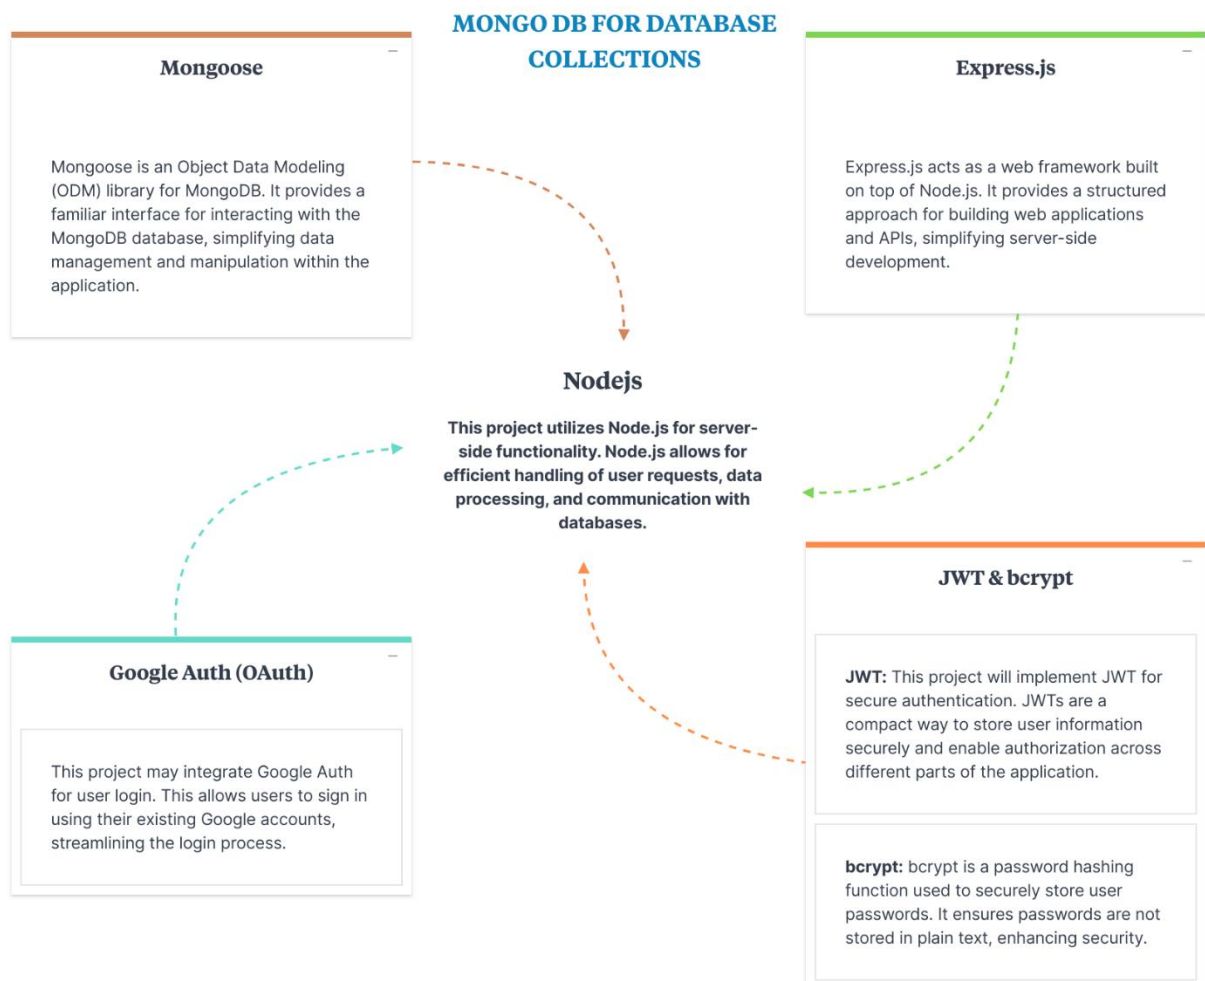 MONGO DB FOR DATABASE
COLLECTIONS
Mongoose
Mongoose is an Object Data Modeling
(ODM) library for MongoDB. It provides a
familiar interface for interacting with the
MongoDB database, simplifying data
management and manipulation within the
application.
Express.js
Express.js acts as a web framework built
on top of Node.js. It provides a structured
approach for building web applications
and APIs, simplifying server-side
development.
Nodejs
This project utilizes Node.js for server-
side functionality. Node.js allows for
efficient handling of user requests, data
processing, and communication with
databases.
Google Auth (OAuth)
This project may integrate Google Auth
for user login. This allows users to sign in
using their existing Google accounts,
streamlining the login process.
JWT & bcrypt
JWT: This project will implement JWT for
secure authentication. JWTs are a
compact way to store user information
securely and enable authorization across
different parts of the application.
bcrypt: bcrypt is a password hashing
function used to securely store user
passwords. It ensures passwords are not
stored in plain text, enhancing security.